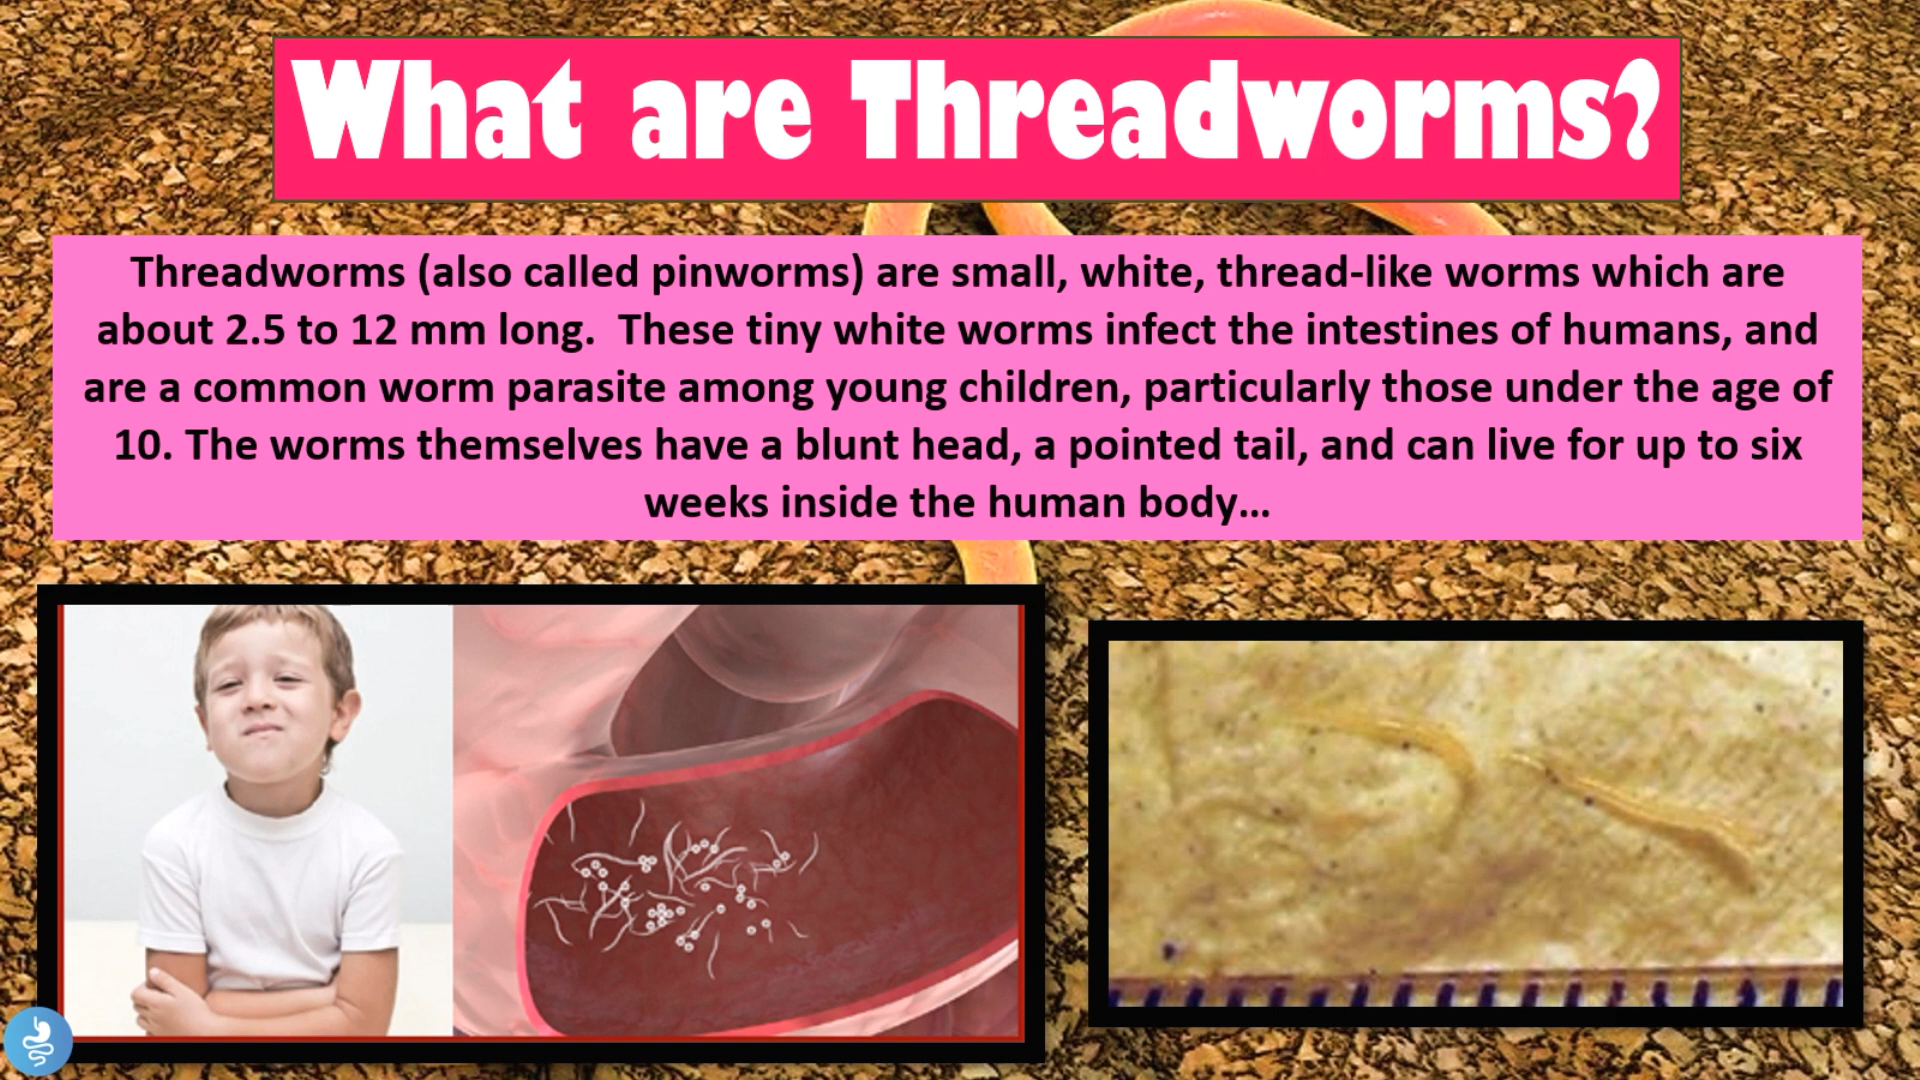 What are Threadworms?
Threadworms (also called pinworms) are small, white, thread-like worms which are
about 2.5 to 12 mm long.  These tiny white worms infect the intestines of humans, and
are a common worm parasite among young children, particularly those under the age of
10. The worms themselves have a blunt head, a pointed tail, and can live for up to six
weeks inside the human body...